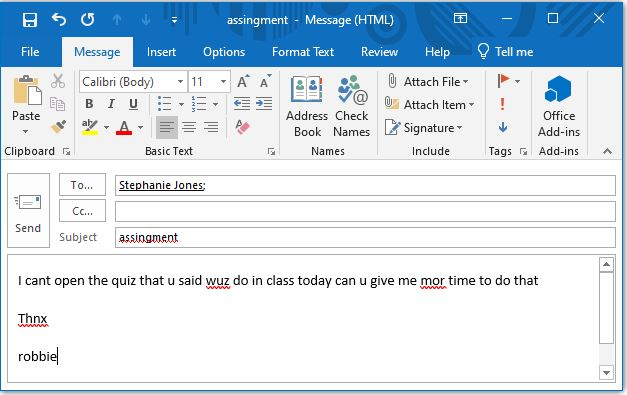 assingment - Message (HTML)
File Message Insert Options Format Text Review Help Tell me
Paste
Clipboard
Calibri (Body) 11
B I U
A
Basic Text
Address Book
Check Names
Names
Attach File
Attach Item
Signature
Include
Tags
Office Add-ins
Add-ins
Send
To... Stephanie Jones;
Cc...
Subject assingment
I cant open the quiz that u said wuz do in class today can u give me mor time to do that
Thnx
robbie